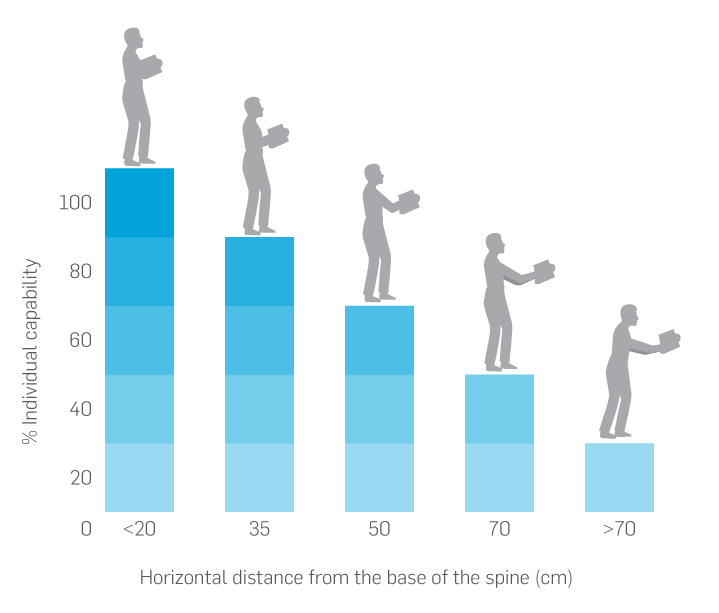 % Individual capability
100
80
60
40
20
0
<20 35 50 70 >70
Horizontal distance from the base of the spine (cm)